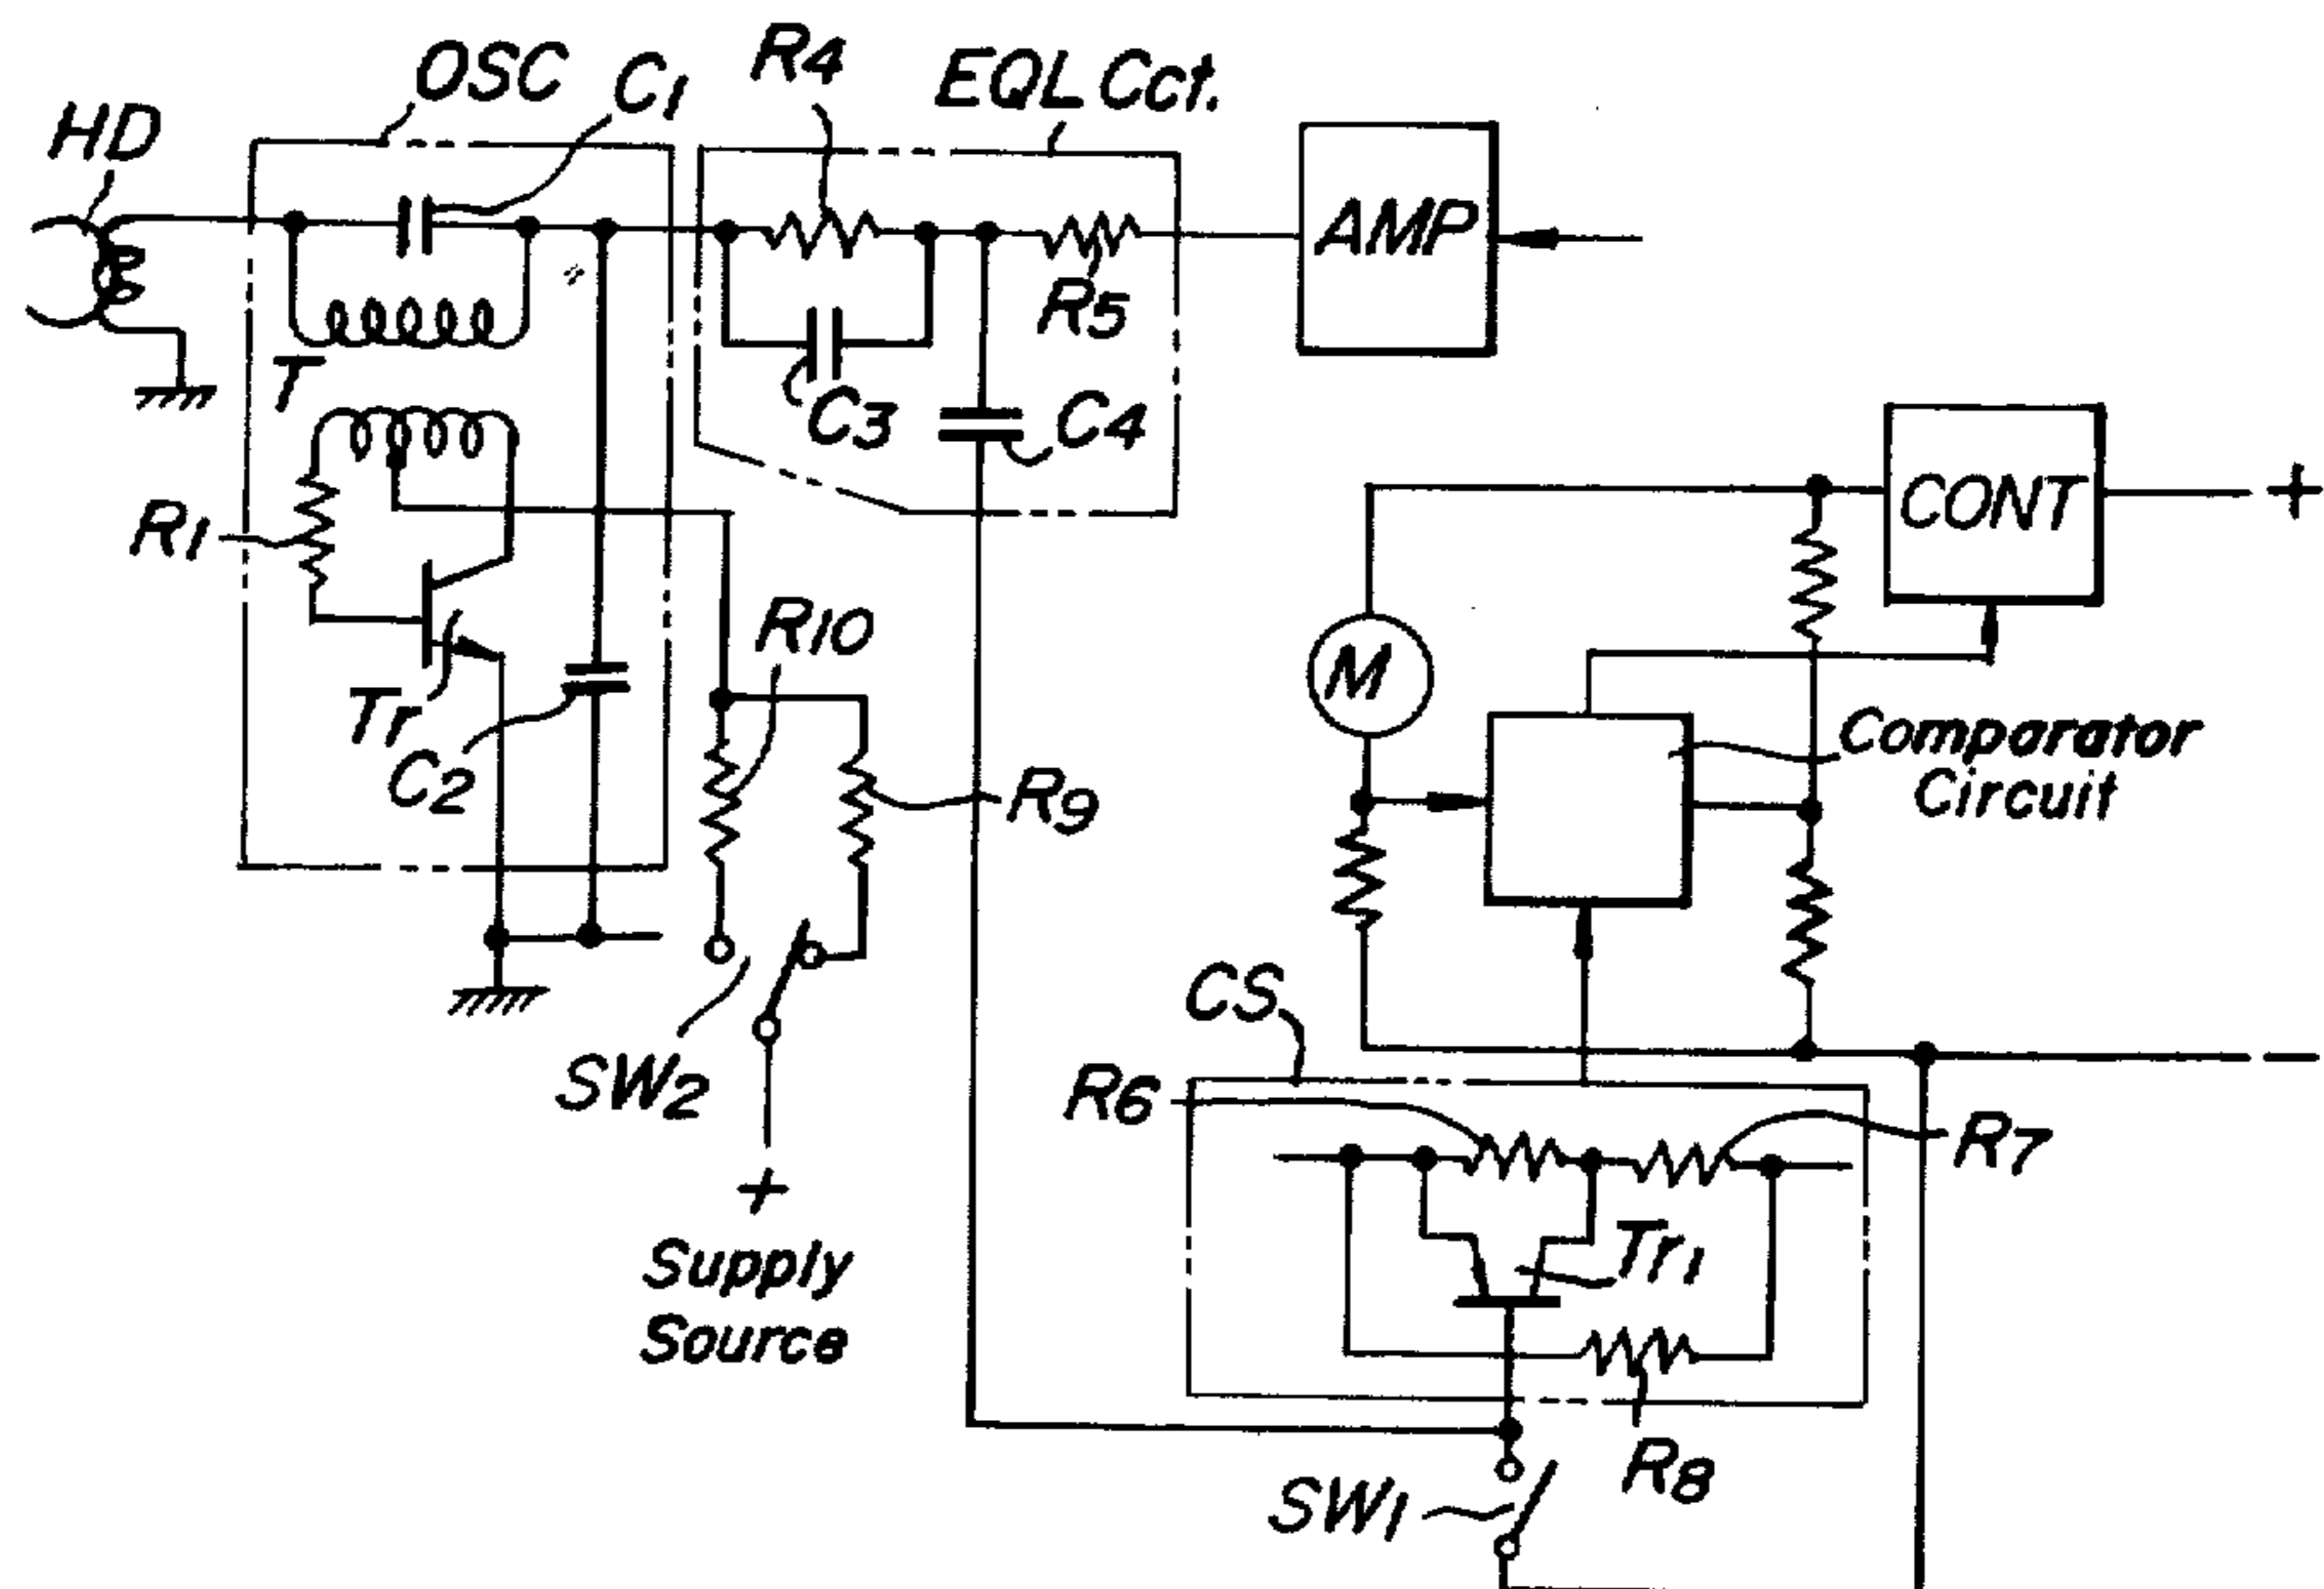 HD
OSC
C1
R4
EQL Cct.
AMP
R5
T
C3
C4
R1
CONT
+
R10
M
Tr
C2
Comparator
Circuit
R9
CS
SW2
R6
R7
+
Supply
Source
Tr1
R8
SW1